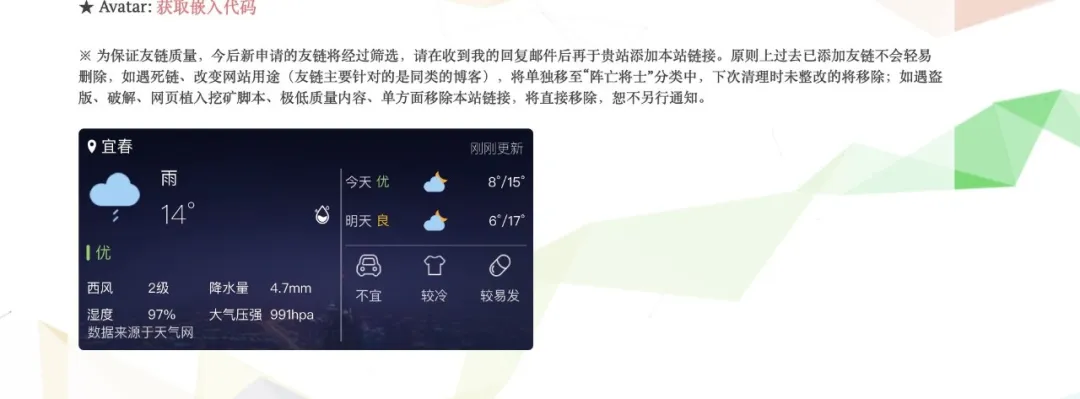 ★ Avatar: 获取嵌入代码
※ 为保证友链质量，今后新申请的友链将经过筛选，请在收到我的回复邮件后再于贵站添加本站链接。原则上过去已添加友链不会轻易
删除，如遇死链、改变网站用途（友链主要针对的是同类的博客），将单独移至“阵亡将士”分类中，下次清理时未整改的将移除；如遇盗
版、破解、网页植入挖矿脚本、极低质量内容、单方面移除本站链接，将直接移除，恕不另行通知。
宜春
刚刚更新
雨
14°
优
西风 2级 降水量 4.7mm
湿度 97% 大气压强 991hpa
数据来源于天气网
今天 优 8°/15°
明天 良 6°/17°
不宜 较冷 较易发